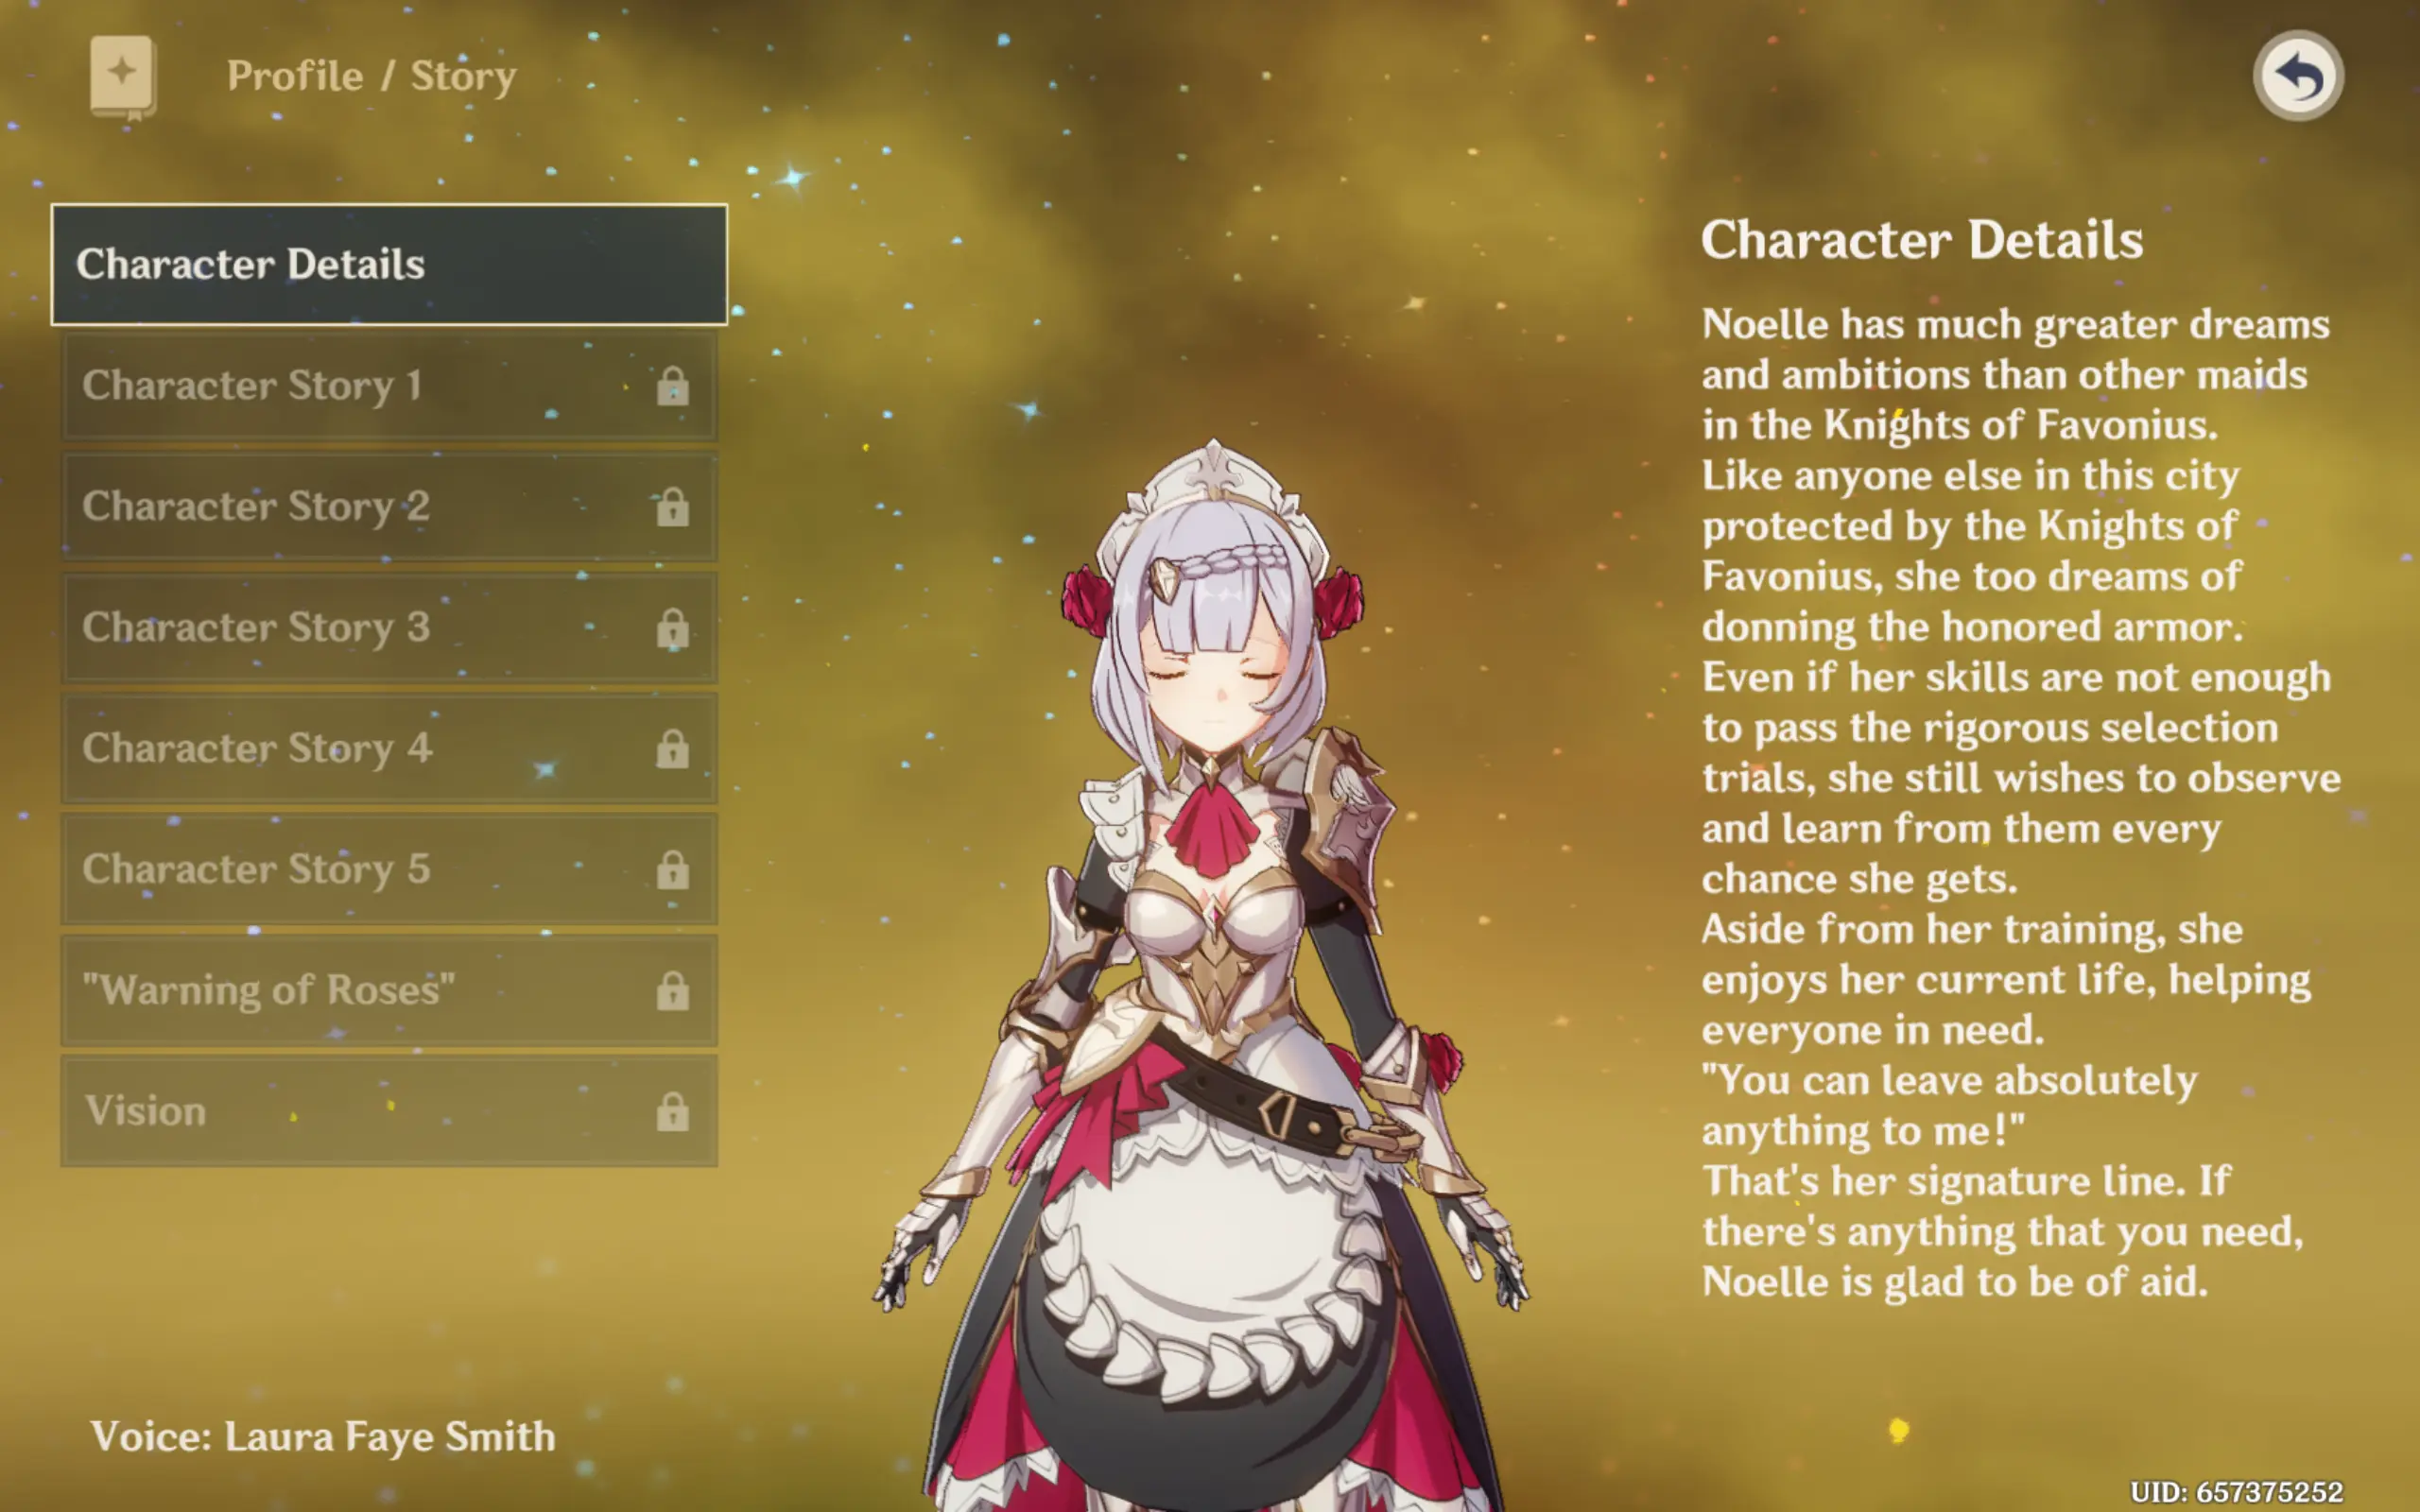 Profile / Story
Character Details
Character Story 1
Character Story 2
Character Story 3
Character Story 4
Character Story 5
"Warning of Roses"
Vision
Voice: Laura Faye Smith
Character Details
Noelle has much greater dreams
and ambitions than other maids
in the Knights of Favonius.
Like anyone else in this city
protected by the Knights of
Favonius, she too dreams of
donning the honored armor.
Even if her skills are not enough
to pass the rigorous selection
trials, she still wishes to observe
and learn from them every
chance she gets.
Aside from her training, she
enjoys her current life, helping
everyone in need.
"You can leave absolutely
anything to me!"
That's her signature line. If
there's anything that you need,
Noelle is glad to be of aid.
UID: 657375252